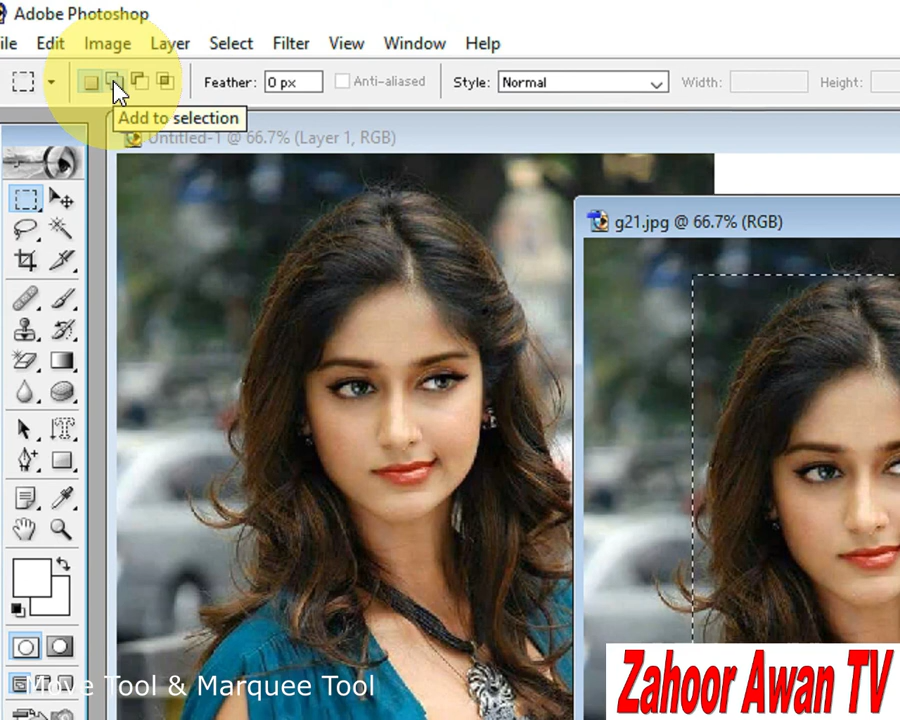 Adobe Photoshop
ile Edit Image Layer Select Filter View Window Help
Feather: 0 px Anti-aliased Style: Normal Width: Height:
Add to selection
Untitled-1 @ 66.7% (Layer 1, RGB)
g21.jpg @ 66.7% (RGB)
Move Tool & Marquee Tool
Zahoor Awan TV